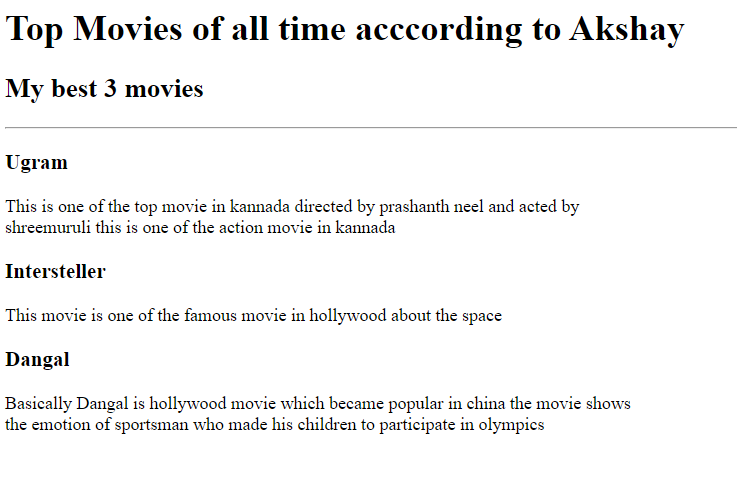 Top Movies of all time acccording to Akshay
My best 3 movies
Ugram
This is one of the top movie in kannada directed by prashanth neel and acted by
shreemuruli this is one of the action movie in kannada
Intersteller
This movie is one of the famous movie in hollywood about the space
Dangal
Basically Dangal is hollywood movie which became popular in china the movie shows
the emotion of sportsman who made his children to participate in olympics